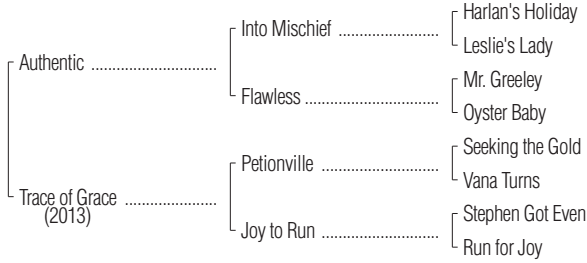 Harlan's Holiday
Into Mischief ........................
Leslie's Lady
Authentic ..............................
Mr. Greeley
Flawless ................................
Oyster Baby
Seeking the Gold
Petionville .............................
Vana Turns
Trace of Grace ......................
(2013)
Stephen Got Even
Joy to Run ............................
Run for Joy